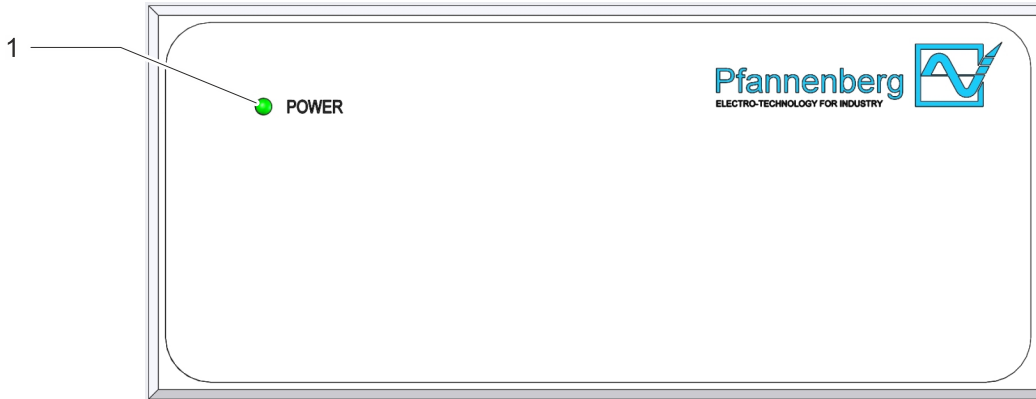 1
POWER
Pfannenberg
ELECTRO-TECHNOLOGY FOR INDUSTRY